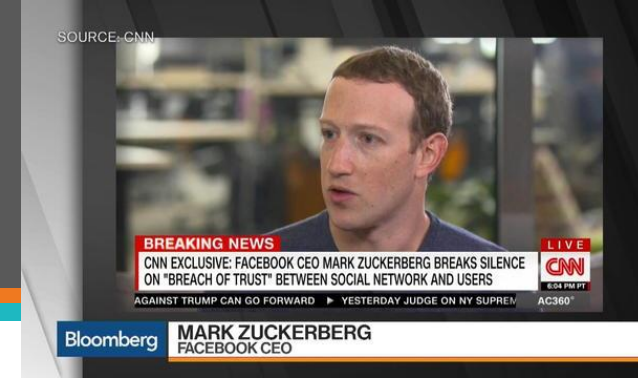 SOURCE: CNN
BREAKING NEWS
LIVE
CNN EXCLUSIVE: FACEBOOK CEO MARK ZUCKERBERG BREAKS SILENCE
ON "BREACH OF TRUST" BETWEEN SOCIAL NETWORK AND USERS
CNN
6:04 PM PT
AGAINST TRUMP CAN GO FORWARD ▶ YESTERDAY JUDGE ON NY SUPREM
AC360°
Bloomberg
MARK ZUCKERBERG
FACEBOOK CEO